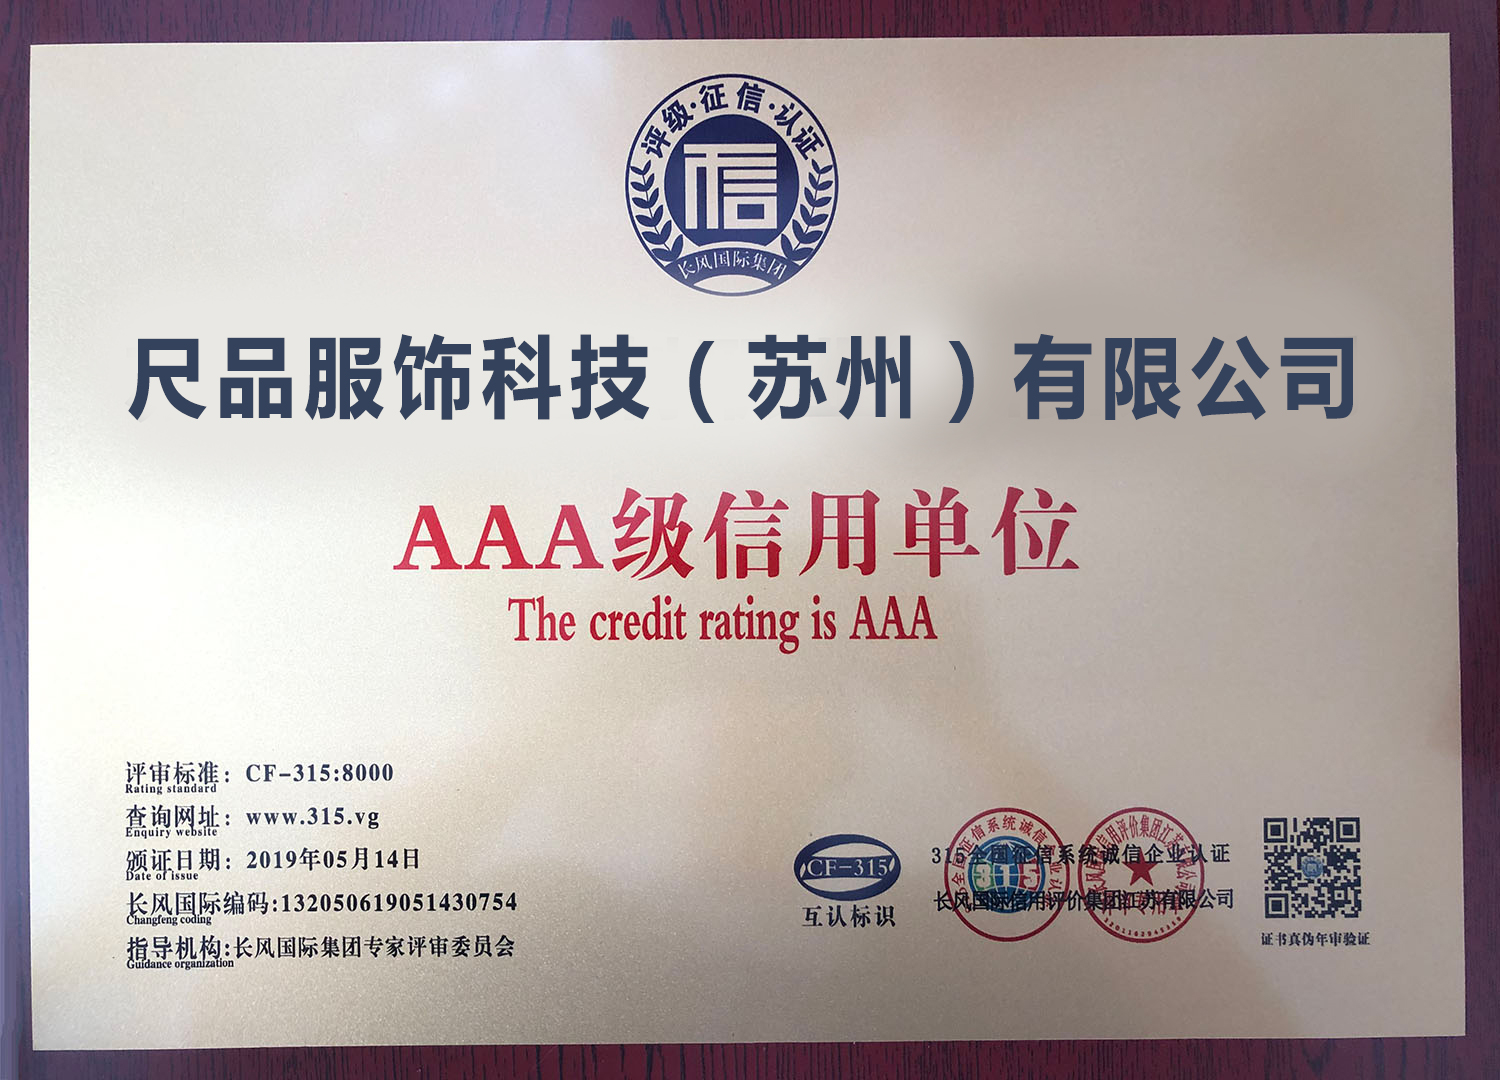 评级·征信·认证
信
长风国际集团
尺品服饰科技（苏州）有限公司
AAA级信用单位
The credit rating is AAA
评审标准：CF-315:8000
Rating standard
查询网址：www.315.vg
Enquiry website
颁证日期：2019年05月14日
Date of issue
长风国际编码:132050619051430754
Changfeng coding
指导机构:长风国际集团专家评审委员会
Guidance organization
CF-315
互认标识
315全国征信系统诚信企业认证
长风国际信用评价集团江苏有限公司
315
证书真伪年审验证